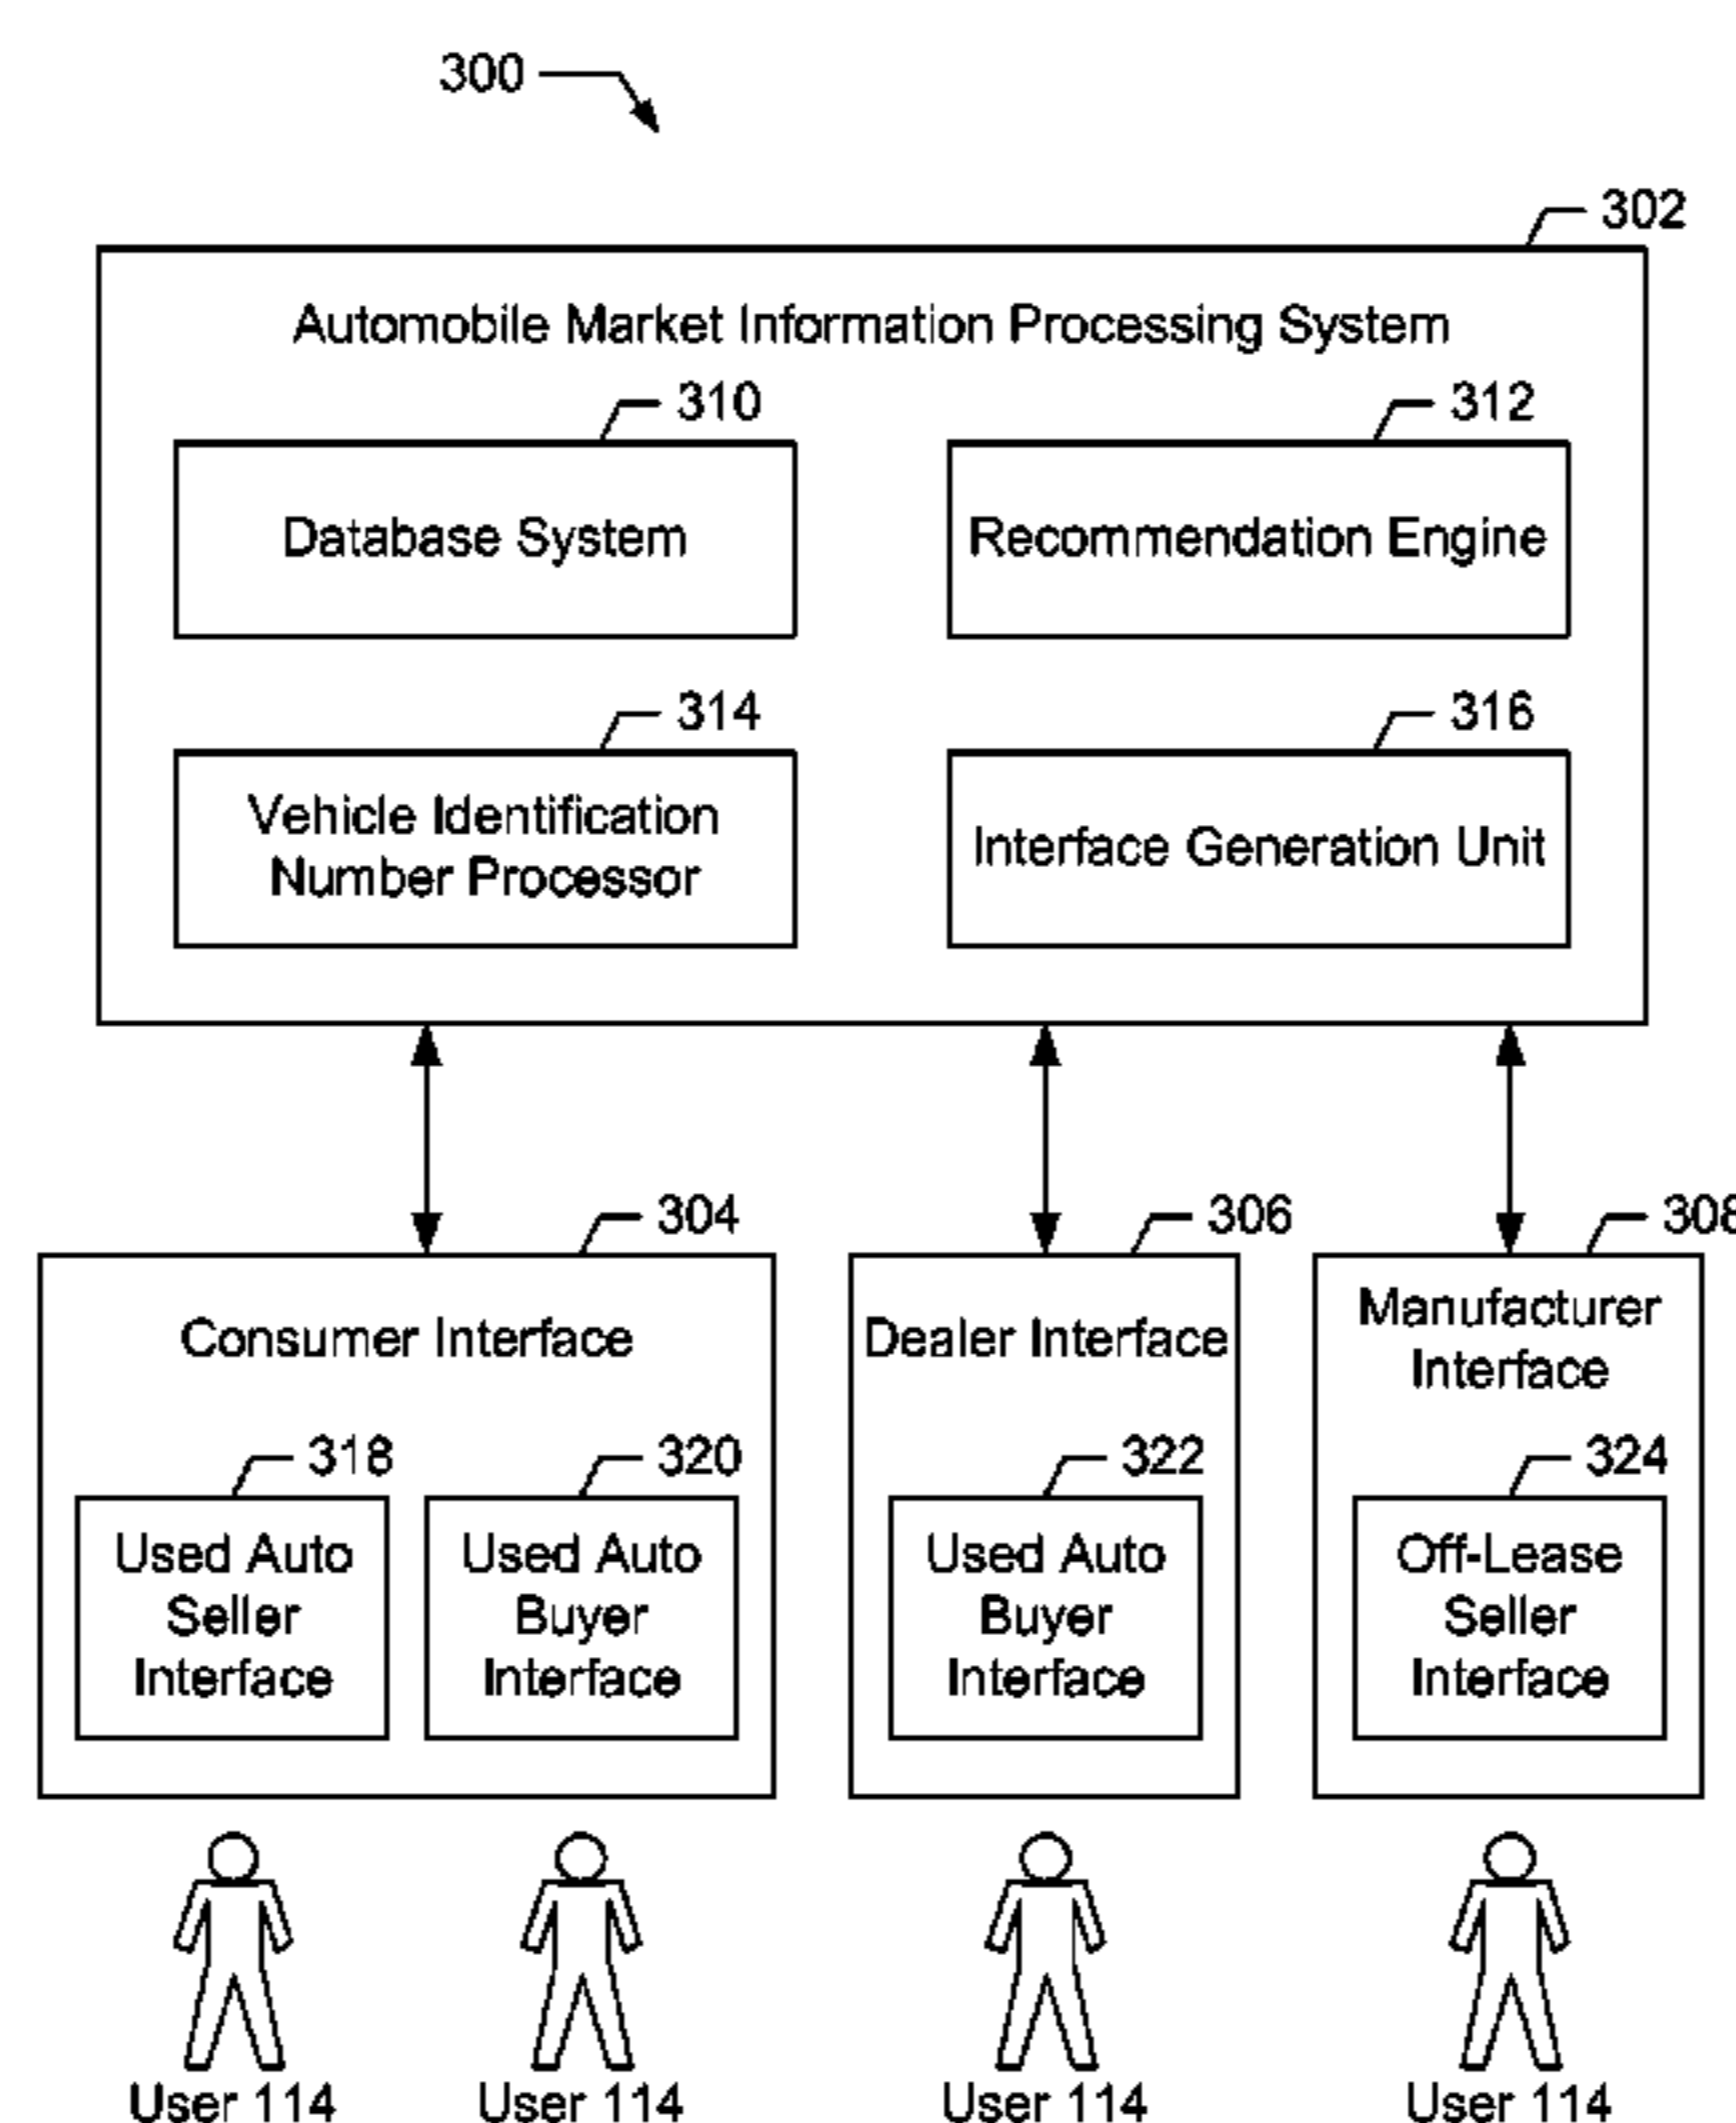 300
302
Automobile Market Information Processing System
310
312
Database System
Recommendation Engine
314
316
Vehicle Identification
Number Processor
Interface Generation Unit
304
306
308
Consumer Interface
Dealer Interface
Manufacturer
Interface
318
320
322
324
Used Auto
Seller
Interface
Used Auto
Buyer
Interface
Used Auto
Buyer
Interface
Off-Lease
Seller
Interface
User 114
User 114
User 114
User 114